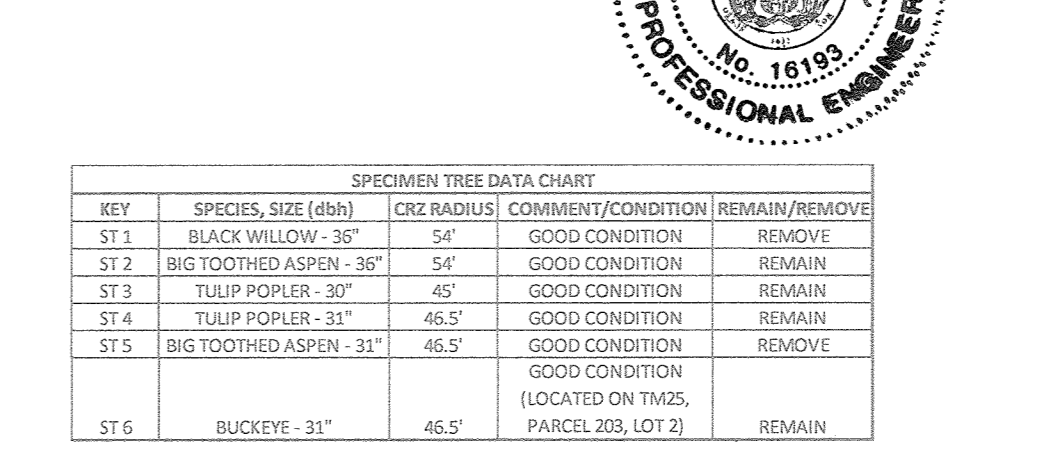 PROFESSIONAL ENGINEER
No. 16193
SPECIMEN TREE DATA CHART
KEY SPECIES, SIZE (dbh) CRZ RADIUS COMMENT/CONDITION REMAIN/REMOVE
ST 1 BLACK WILLOW - 36" 54' GOOD CONDITION REMOVE
ST 2 BIG TOOTHED ASPEN - 36" 54' GOOD CONDITION REMAIN
ST 3 TULIP POPLER - 30" 45' GOOD CONDITION REMAIN
ST 4 TULIP POPLER - 31" 46.5' GOOD CONDITION REMAIN
ST 5 BIG TOOTHED ASPEN - 31" 46.5' GOOD CONDITION REMOVE
GOOD CONDITION
(LOCATED ON TM25,
ST 6 BUCKEYE - 31" 46.5' PARCEL 203, LOT 2) REMAIN